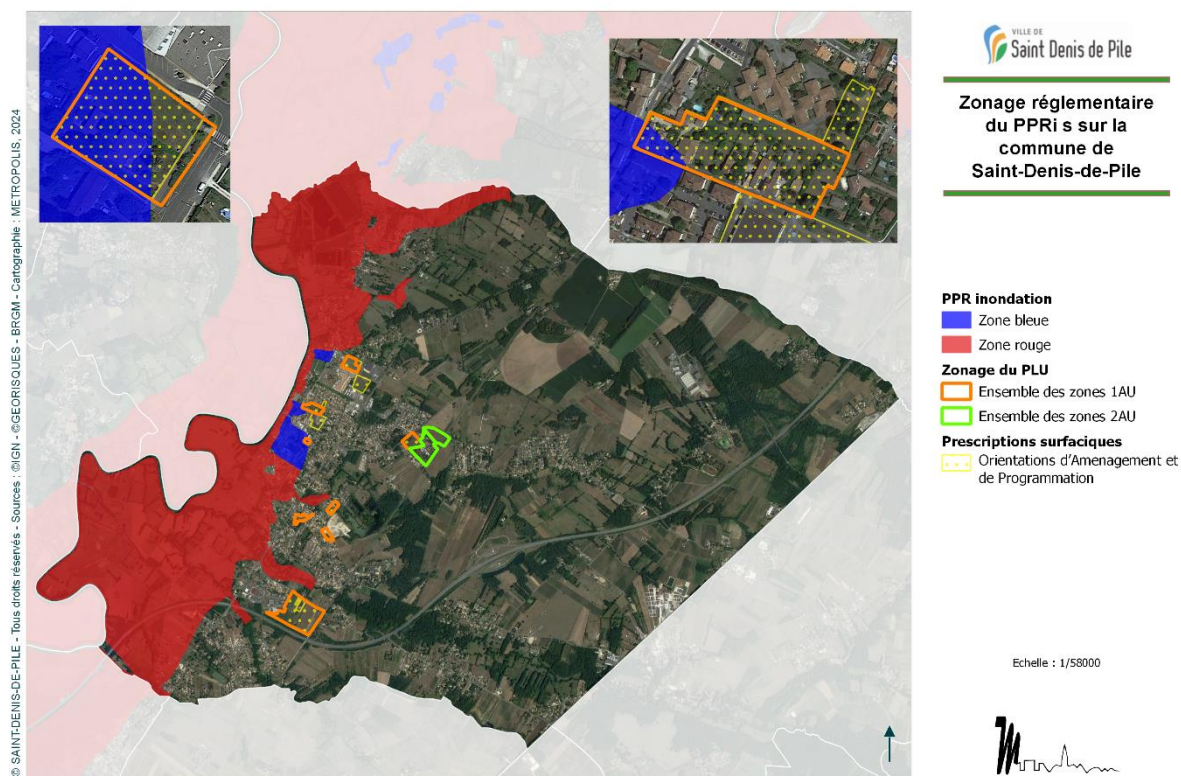 © SAINT-DENIS-DE-PILE - Tous droits réservés - Sources : ©IGN - ©GEORISQUES - BRGM - Cartographie : METROPOLIS, 2024
VILLE DE
Saint Denis de Pile
Zonage réglementaire
du PPRi s sur la
commune de
Saint-Denis-de-Pile
PPR inondation
Zone bleue
Zone rouge
Zonage du PLU
Ensemble des zones 1AU
Ensemble des zones 2AU
Prescriptions surfaciques
Orientations d'Amenagement et
de Programmation
Echelle : 1/58000